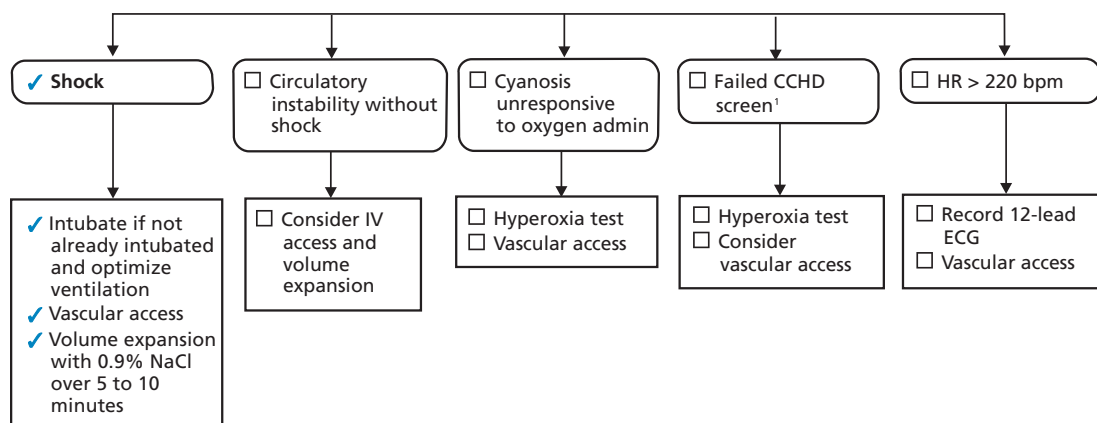 ✓ Shock
☐ Circulatory
instability without
shock
☐ Cyanosis
unresponsive
to oxygen admin
☐ Failed CCHD
screen¹
☐ HR > 220 bpm
✓ Intubate if not
already intubated
and optimize
ventilation
✓ Vascular access
✓ Volume expansion
with 0.9% NaCl
over 5 to 10
minutes
☐ Consider IV
access and
volume
expansion
☐ Hyperoxia test
☐ Vascular access
☐ Hyperoxia test
☐ Consider
vascular access
☐ Record 12-lead
ECG
☐ Vascular access